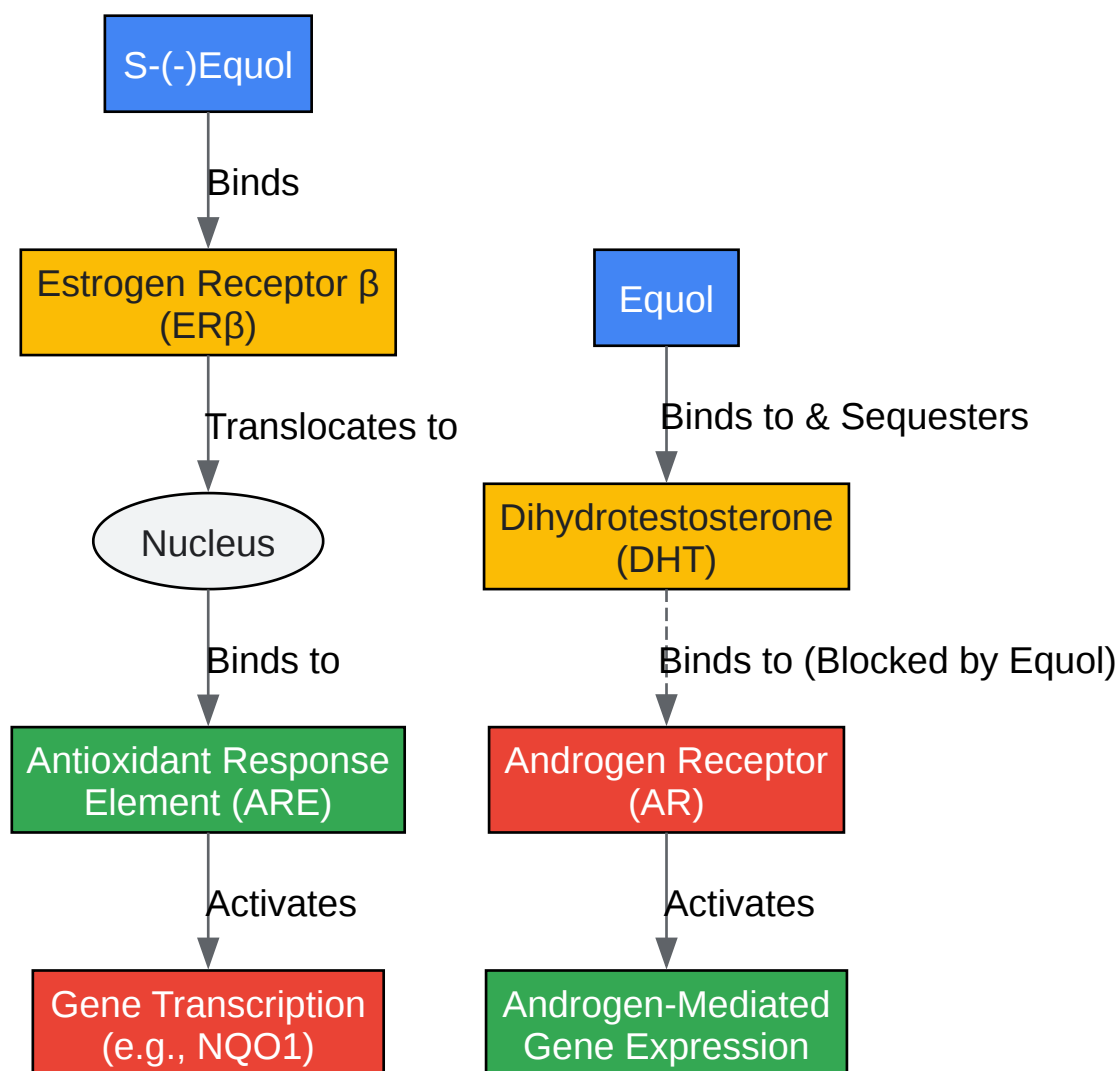 S-(-)Equol
Binds
Estrogen Receptor β
(ERβ)
Translocates to
Nucleus
Binds to
Antioxidant Response
Element (ARE)
Activates
Gene Transcription
(e.g., NQO1)
Equol
Binds to & Sequesters
Dihydrotestosterone
(DHT)
Binds to (Blocked by Equol)
Androgen Receptor
(AR)
Activates
Androgen-Mediated
Gene Expression